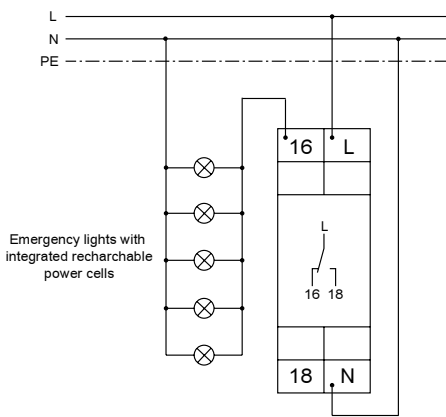 L
N
PE
16 L
Emergency lights with
integrated recharchable
power cells
L
16 18
18 N